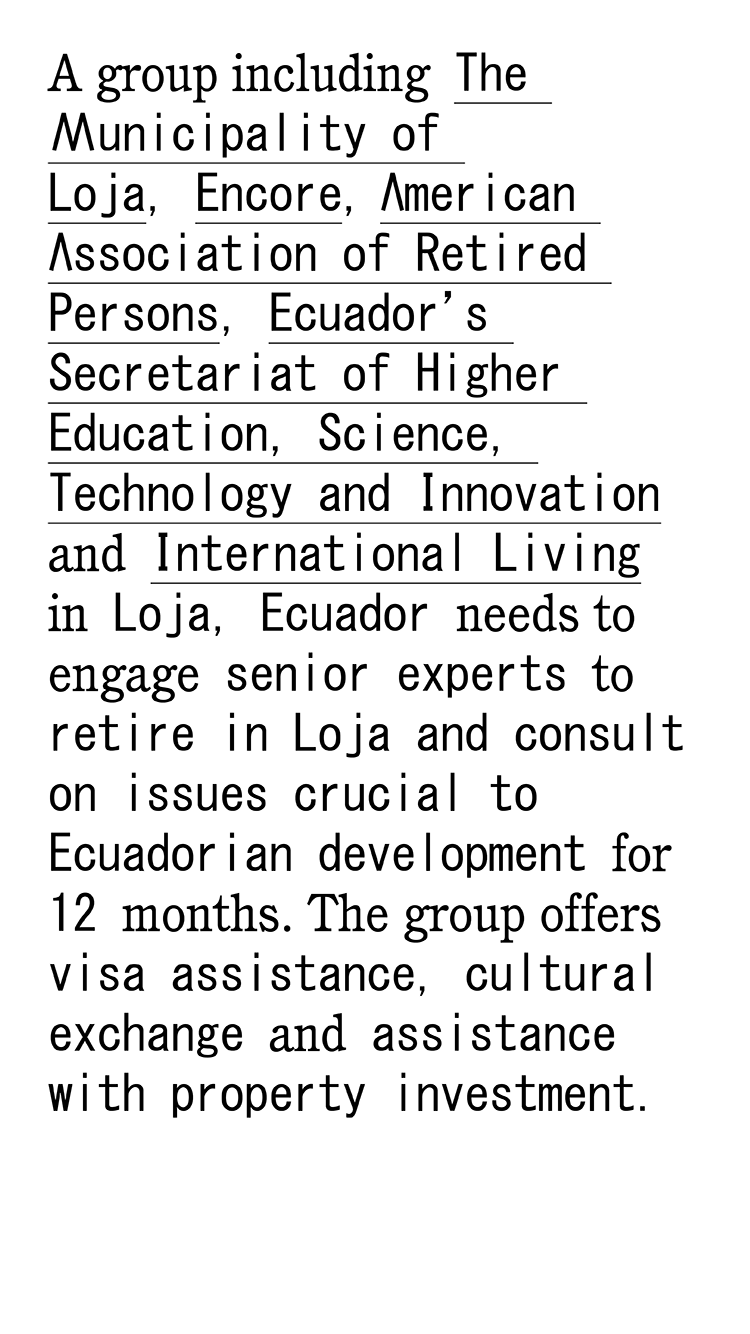 A group including The
Municipality of
Loja, Encore, American
Association of Retired
Persons, Ecuador's
Secretariat of Higher
Education, Science,
Technology and Innovation
and International Living
in Loja, Ecuador needs to
engage senior experts to
retire in Loja and consult
on issues crucial to
Ecuadorian development for
12 months. The group offers
visa assistance, cultural
exchange and assistance
with property investment.